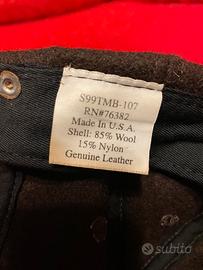 S99TMB-107
RN#76382
Made In U.S.A.
Shell: 85% Wool
15% Nylon
Genuine Leather
subito